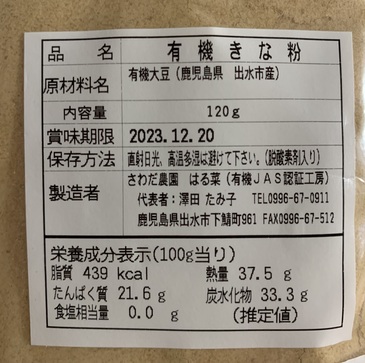 品 名 有機きな粉
原材料名 有機大豆(鹿児島県 出水市産)
内容量 120g
賞味期限 2023.12.20
保存方法 直射日光、高温多湿は避けて下さい。(脱酸素剤入り)
製造者 さわだ農園 はる菜(有機JAS認証工房)
代表者:澤田 たみ子 TEL0996-67-0911
鹿児島県出水市下鯖町961 FAX0996-67-512
栄養成分表示(100g当り)
脂質 439 kcal 熱量 37.5 g
たんぱく質 21.6 g 炭水化物 33.3 g
食塩相当量 0.0 g (推定値)